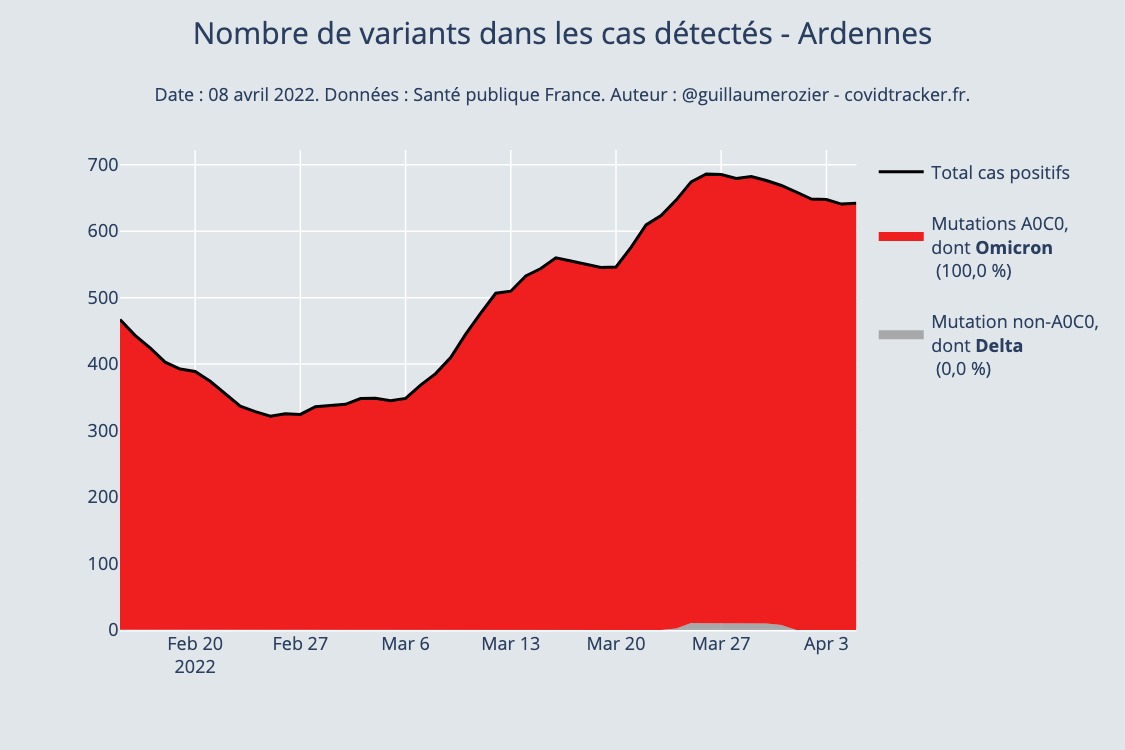 Nombre de variants dans les cas détectés - Ardennes
Date : 08 avril 2022. Données : Santé publique France. Auteur : @guillaumerozier - covidtracker.fr.
700
600
500
400
300
200
100
0
Feb 20
2022
Feb 27
Mar 6
Mar 13
Mar 20
Mar 27
Apr 3
Total cas positifs
Mutations A0C0,
dont Omicron
(100,0 %)
Mutation non-A0C0,
dont Delta
(0,0 %)